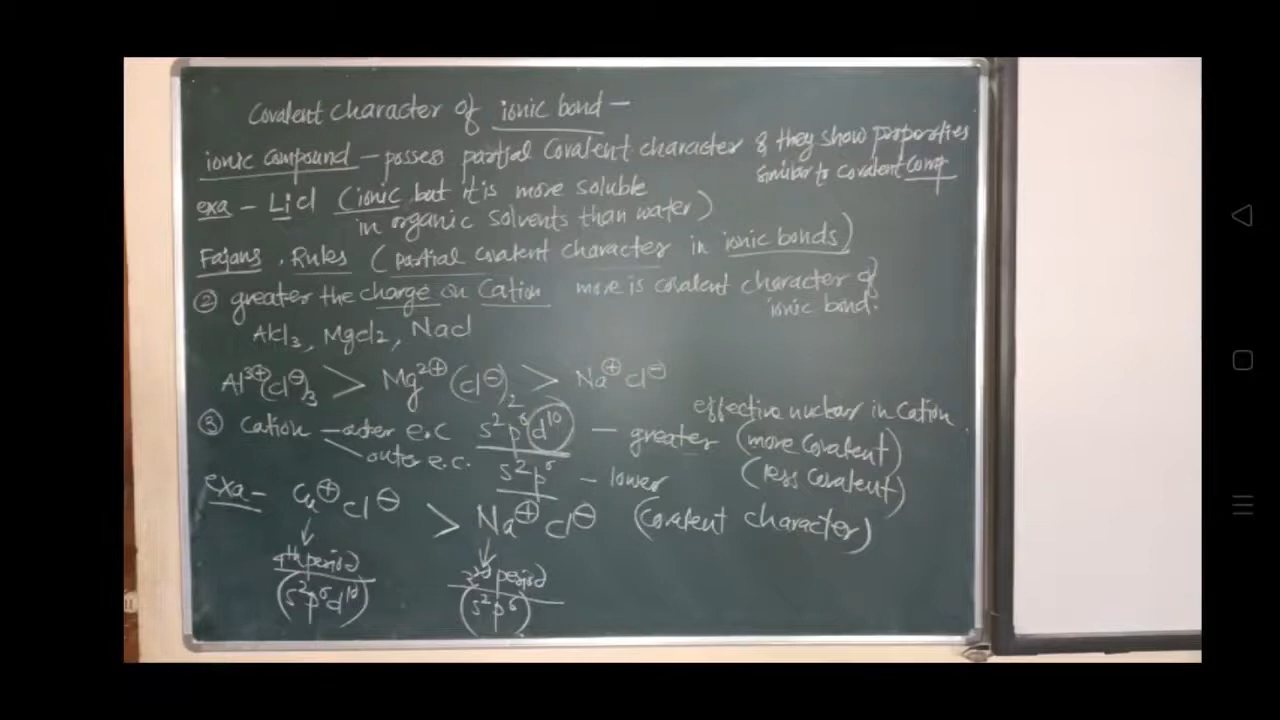 Covalent character of ionic bond –
ionic compound – possess partial covalent character & they show properties
similar to covalent comp
exa – Licl (ionic but it is more soluble
in organic solvents than water)
Fajans Rules (partial covalent character in ionic bonds)
② greater the charge on Cation more is covalent character of
ionic bond.
Alcl3, Mgcl2, Nacl
Al³⁺(cl⊖)3 > Mg²⊕(cl⊖)2 > Na⊕cl⊖
effective nuclear in cation
③ Cation – outer e.c s²p⁶d¹⁰ – greater (more covalent)
outer e.c. s²p⁶ – lower (less covalent)
exa – Cu⊕cl⊖ > Na⊕cl⊖ (covalent character)
4th period period
(s²p⁶d¹⁰) (s²p⁶)